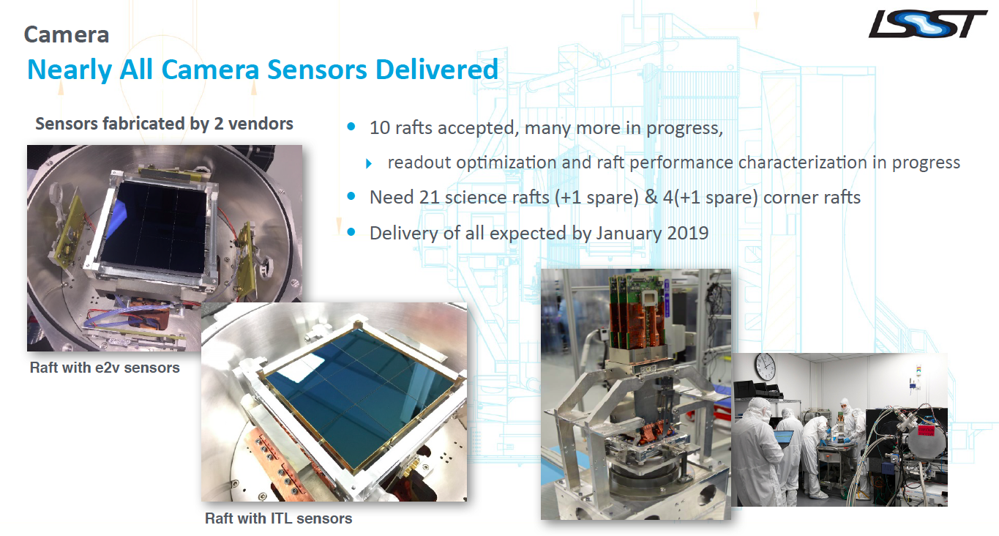 Camera
LSST
Nearly All Camera Sensors Delivered
Sensors fabricated by 2 vendors
10 rafts accepted, many more in progress,
readout optimization and raft performance characterization in progress
Need 21 science rafts (+1 spare) & 4(+1 spare) corner rafts
Delivery of all expected by January 2019
Raft with e2v sensors
Raft with ITL sensors